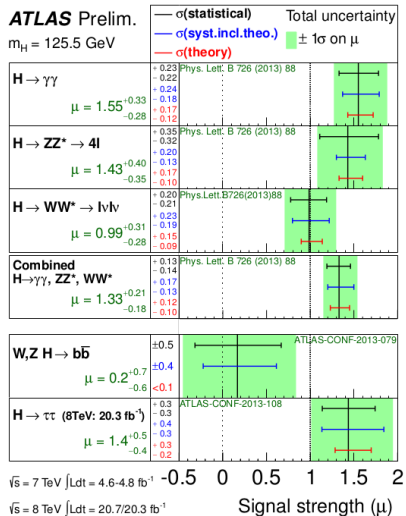 ATLAS Prelim.
m_H = 125.5 GeV
σ(statistical)
σ(syst.incl.theo.)
σ(theory)
Total uncertainty
± 1σ on μ
H → γγ
μ = 1.55 +0.33 -0.28
+ 0.23
- 0.22
+ 0.24
- 0.18
+ 0.17
- 0.12
Phys. Lett. B 726 (2013) 88
H → ZZ* → 4l
μ = 1.43 +0.40 -0.35
+ 0.35
- 0.32
+ 0.20
- 0.13
+ 0.17
- 0.10
Phys. Lett. B 726 (2013) 88
H → WW* → lνlν
μ = 0.99 +0.31 -0.28
+ 0.20
- 0.21
+ 0.23
- 0.19
+ 0.15
- 0.09
Phys.Lett.B726(2013)88
Combined
H→γγ, ZZ*, WW*
μ = 1.33 +0.21 -0.18
+ 0.13
- 0.14
+ 0.17
- 0.13
+ 0.12
- 0.10
Phys. Lett. B 726 (2013) 88
W,Z H → bb̅
μ = 0.2 +0.7 -0.6
±0.5
±0.4
<0.1
ATLAS-CONF-2013-079
H → ττ (8TeV: 20.3 fb⁻¹)
μ = 1.4 +0.5 -0.4
+ 0.3
- 0.3
+ 0.4
- 0.3
+ 0.3
- 0.2
ATLAS-CONF-2013-108
√s = 7 TeV ∫Ldt = 4.6-4.8 fb⁻¹
√s = 8 TeV ∫Ldt = 20.7/20.3 fb⁻¹
-0.5 0 0.5 1 1.5 2
Signal strength (μ)